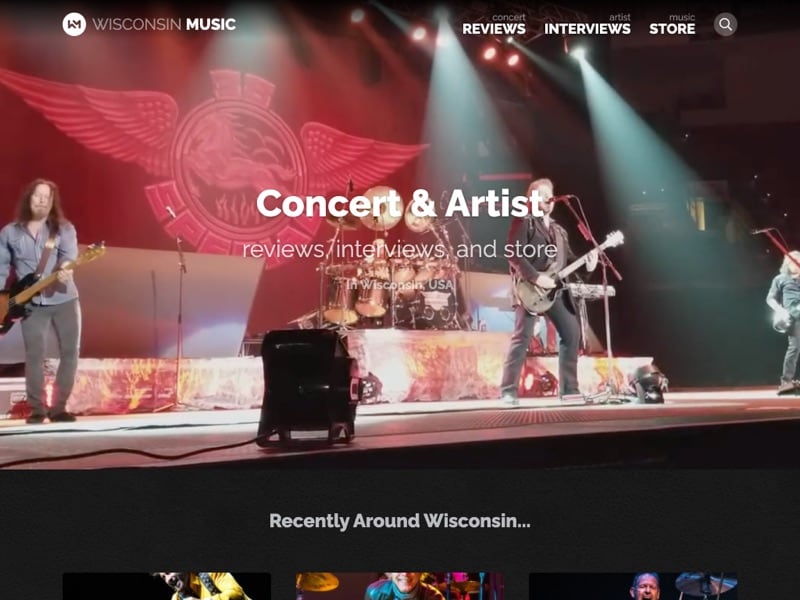 WISCONSIN MUSIC
concert
REVIEWS
artist
INTERVIEWS
music
STORE
Concert & Artist
reviews, interviews, and store
In Wisconsin, USA
Recently Around Wisconsin...